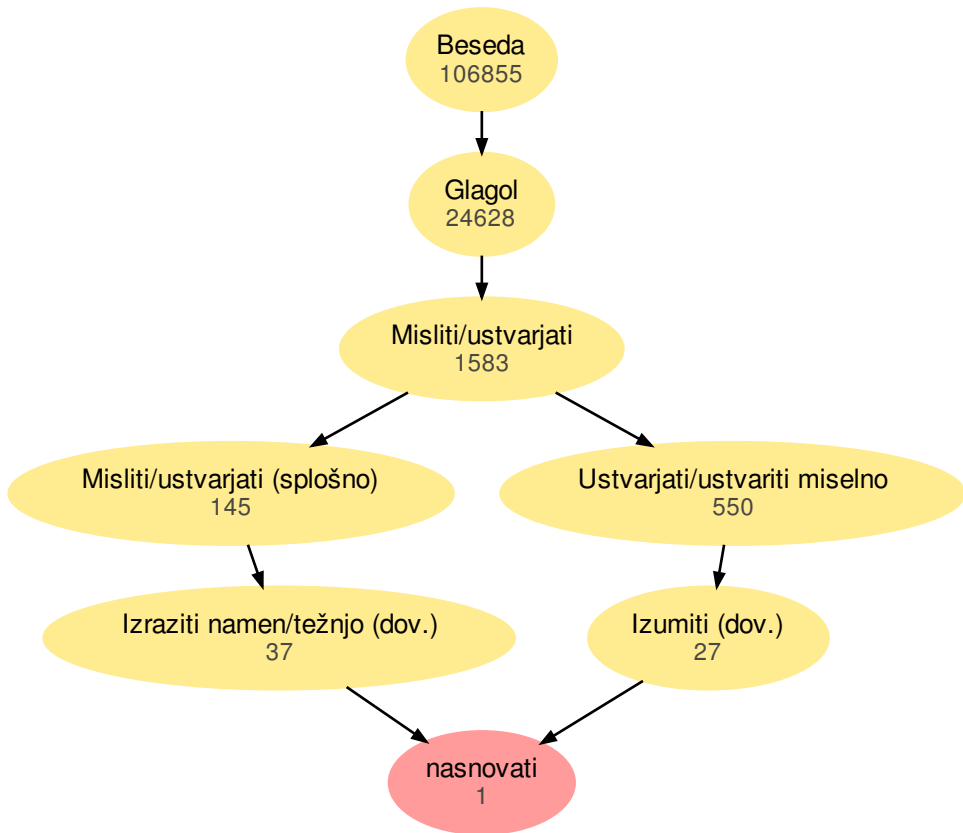 Beseda
106855
Glagol
24628
Misliti/ustvarjati
1583
Misliti/ustvarjati (splošno)
145
Ustvarjati/ustvariti miselno
550
Izraziti namen/težnjo (dov.)
37
Izumiti (dov.)
27
nasnovati
1